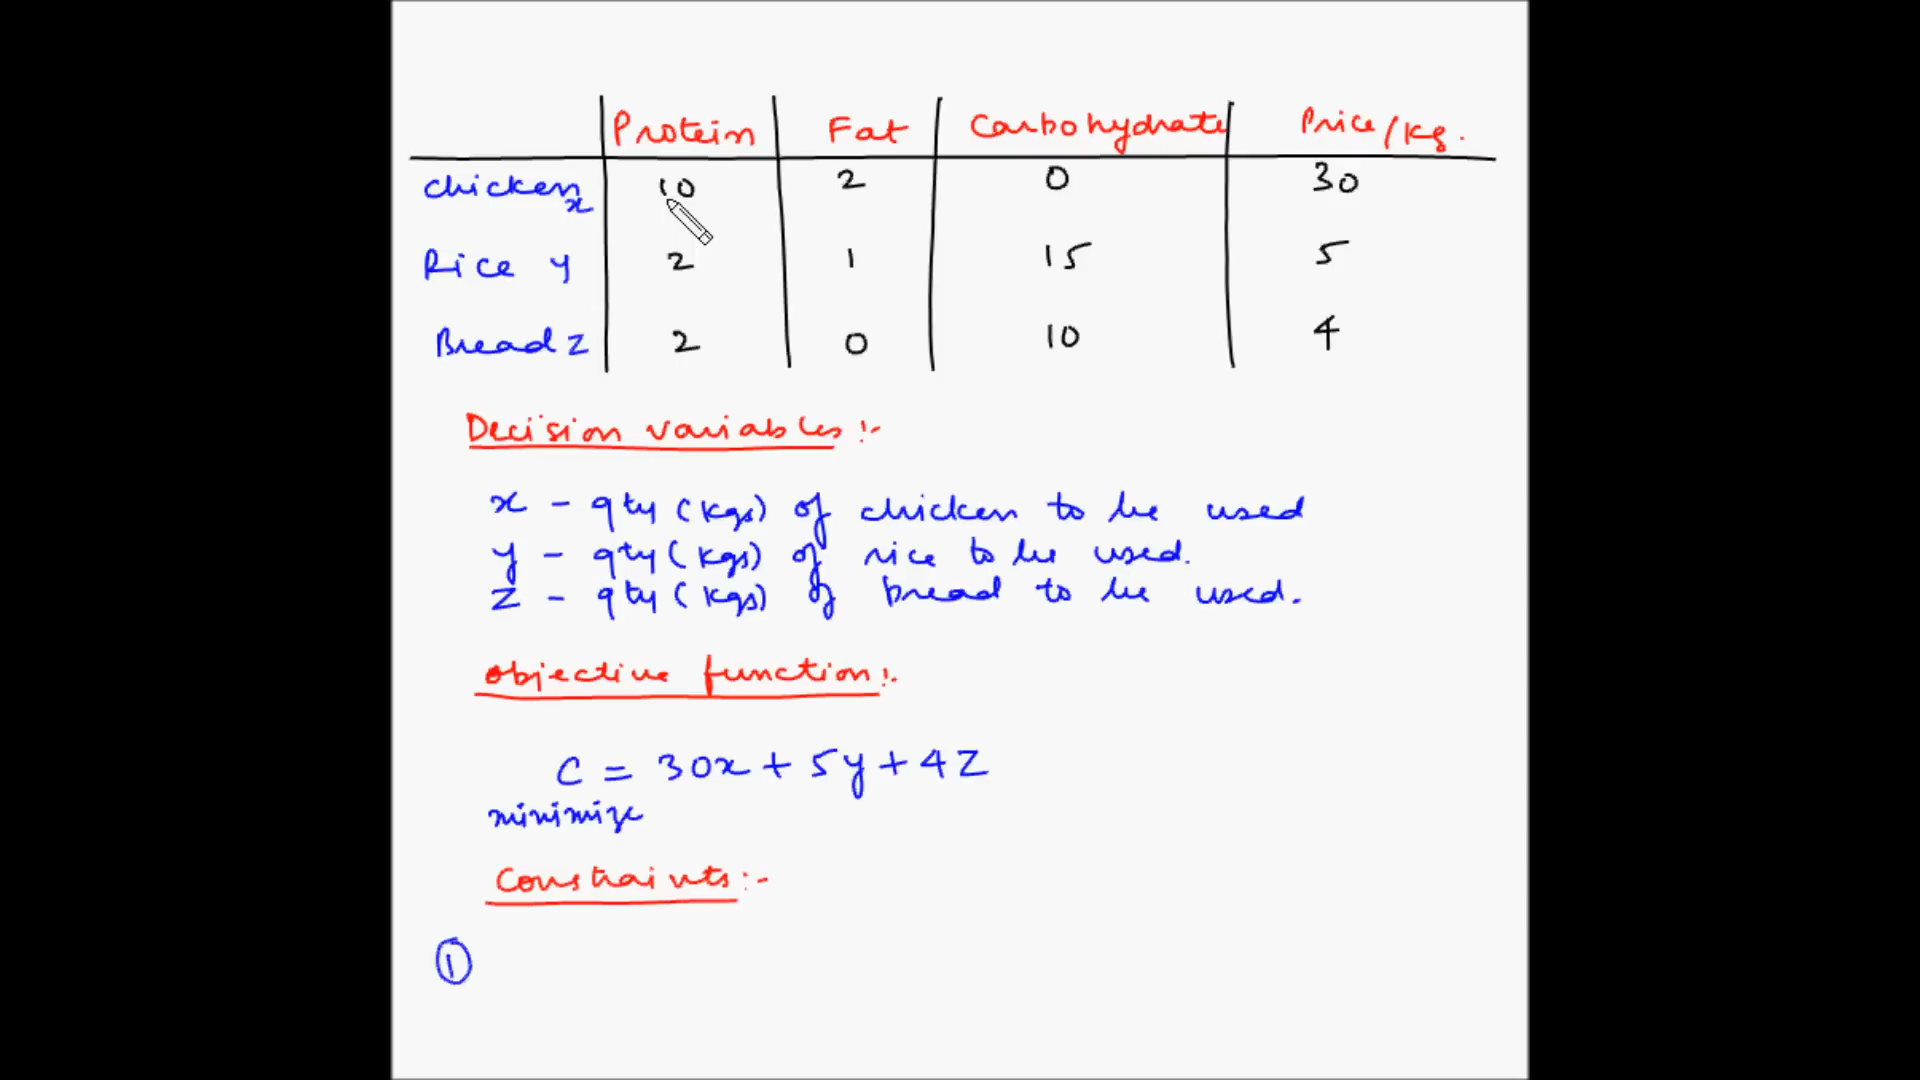 Protein Fat Carbohydrate Price/Kg.
Chicken x 10 2 0 30
Rice y 2 1 15 5
Bread z 2 0 10 4
Decision variables :-
x - qty (kgs) of chicken to be used
y - qty (kgs) of rice to be used.
z - qty (kgs) of bread to be used.
Objective function :-
C = 30x + 5y + 4z
minimize
Constraints :-
①